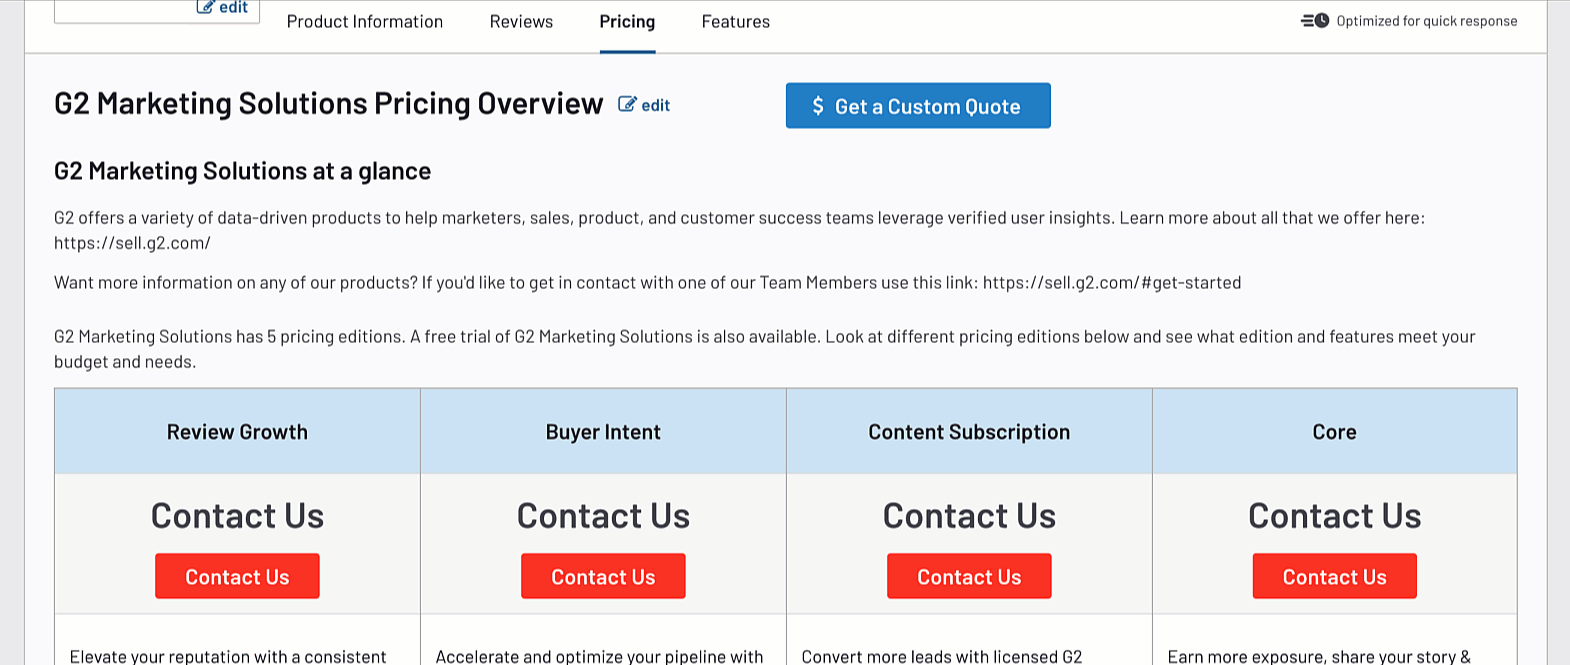 edit
Product Information
Reviews
Pricing
Features
Optimized for quick response
G2 Marketing Solutions Pricing Overview
edit
$ Get a Custom Quote
G2 Marketing Solutions at a glance
G2 offers a variety of data-driven products to help marketers, sales, product, and customer success teams leverage verified user insights. Learn more about all that we offer here:
https://sell.g2.com/
Want more information on any of our products? If you'd like to get in contact with one of our Team Members use this link: https://sell.g2.com/#get-started
G2 Marketing Solutions has 5 pricing editions. A free trial of G2 Marketing Solutions is also available. Look at different pricing editions below and see what edition and features meet your
budget and needs.
Review Growth
Buyer Intent
Content Subscription
Core
Contact Us
Contact Us
Contact Us
Contact Us
Contact Us
Contact Us
Contact Us
Contact Us
Elevate your reputation with a consistent
Accelerate and optimize your pipeline with
Convert more leads with licensed G2
Earn more exposure, share your story &